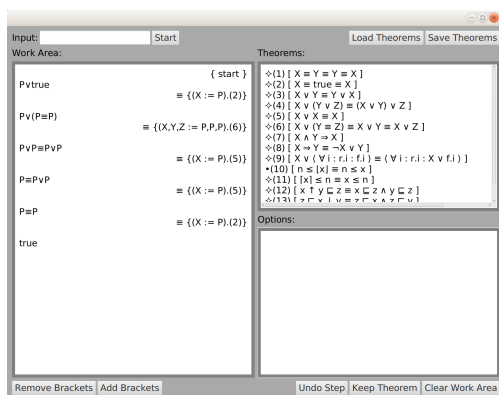 Input: Start Load Theorems Save Theorems
Work Area:
{ start }
P∨true
≡ {(X := P).(2)}
P∨(P≡P)
≡ {(X,Y,Z := P,P,P).(6)}
P∨P≡P∨P
≡ {(X := P).(5)}
P≡P∨P
≡ {(X := P).(5)}
P≡P
≡ {(X := P).(2)}
true
Theorems:
✧(1) [ X ≡ Y ≡ Y ≡ X ]
✧(2) [ X ≡ true ≡ X ]
✧(3) [ X ∨ Y ≡ Y ∨ X ]
✧(4) [ X ∨ (Y ∨ Z) ≡ (X ∨ Y) ∨ Z ]
✧(5) [ X ∨ X ≡ X ]
✧(6) [ X ∨ (Y ≡ Z) ≡ X ∨ Y ≡ X ∨ Z ]
✧(7) [ X ∧ Y ⇒ X ]
✧(8) [ X ⇒ Y ≡ ¬X ∨ Y ]
✧(9) [ X ∨ ⟨ ∀ i : r.i : f.i ⟩ ≡ ⟨ ∀ i : r.i : X ∨ f.i ⟩ ]
•(10) [ n ≤ ⌊x⌋ ≡ n ≤ x ]
✧(11) [ ⌈x⌉ ≤ n ≡ x ≤ n ]
✧(12) [ x ↑ y ⊑ z ≡ x ⊑ z ∧ y ⊑ z ]
✧(13) [ z ⊑ x ↓ y ≡ z ⊑ x ∧ z ⊑ y ]
Options:
Remove Brackets Add Brackets Undo Step Keep Theorem Clear Work Area